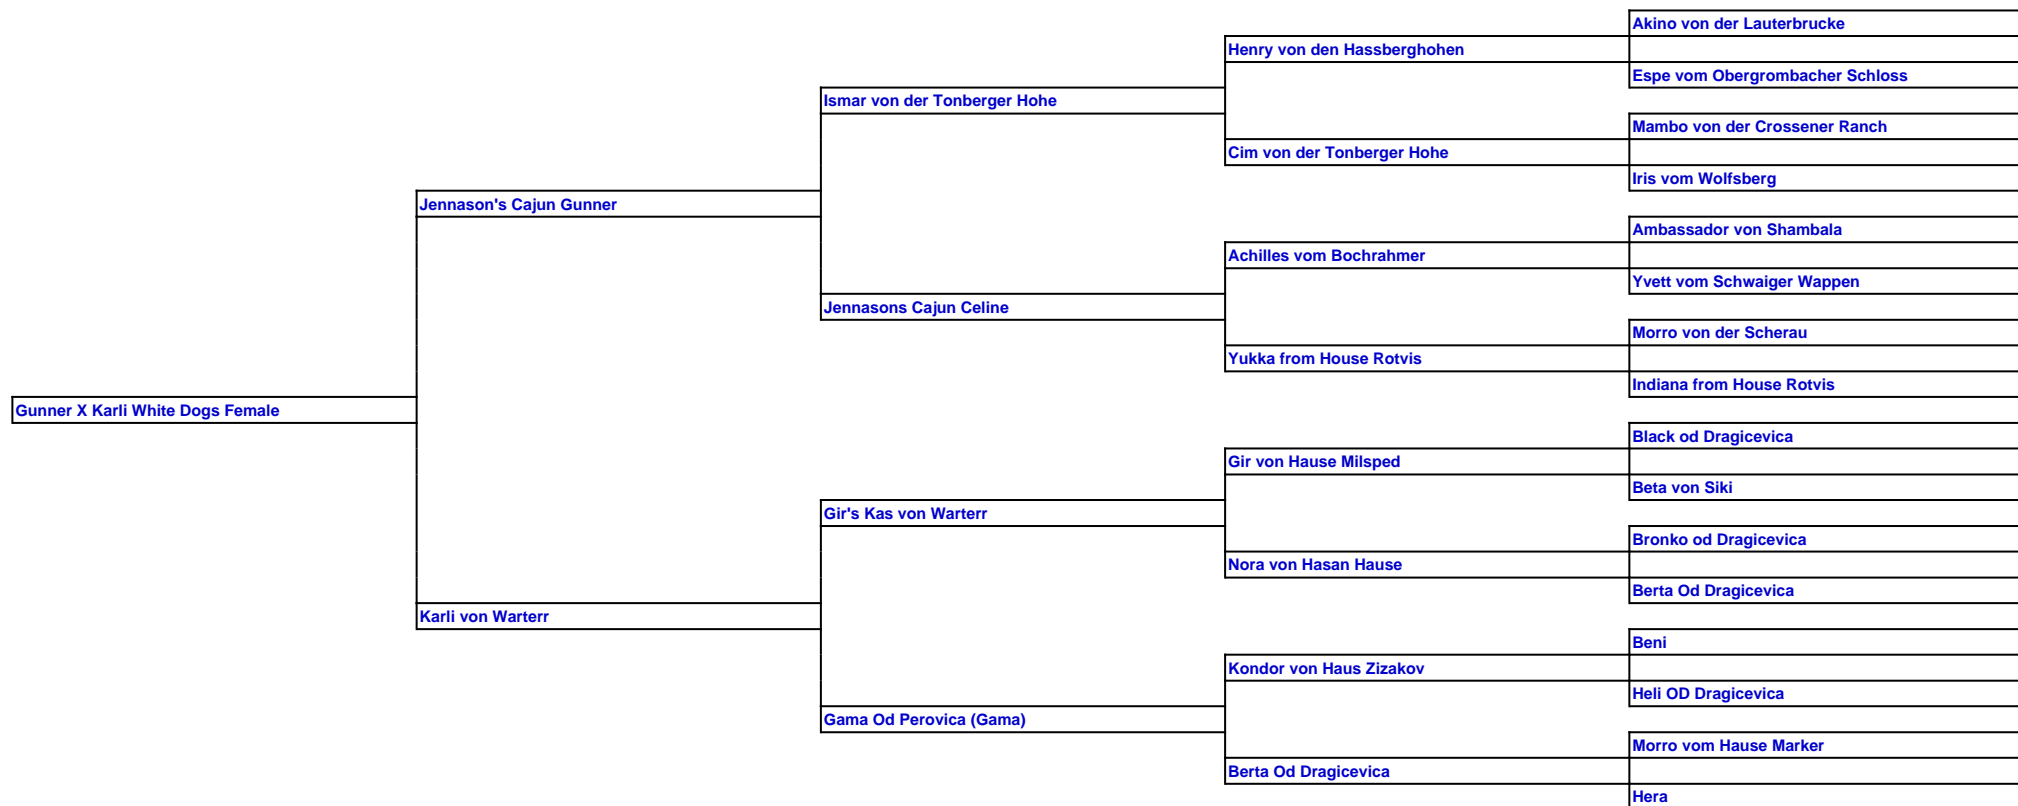 Akino von der Lauterbrucke
Henry von den Hassberghohen
Espe vom Obergrombacher Schloss
Ismar von der Tonberger Hohe
Mambo von der Crossener Ranch
Cim von der Tonberger Hohe
Iris vom Wolfsberg
Jennason's Cajun Gunner
Ambassador von Shambala
Achilles vom Bochrahmer
Yvett vom Schwaiger Wappen
Jennasons Cajun Celine
Morro von der Scherau
Yukka from House Rotvis
Indiana from House Rotvis
Gunner X Karli White Dogs Female
Black od Dragicevica
Gir von Hause Milsped
Beta von Siki
Gir's Kas von Warterr
Bronko od Dragicevica
Nora von Hasan Hause
Berta Od Dragicevica
Karli von Warterr
Beni
Kondor von Haus Zizakov
Heli OD Dragicevica
Gama Od Perovica (Gama)
Morro vom Hause Marker
Berta Od Dragicevica
Hera